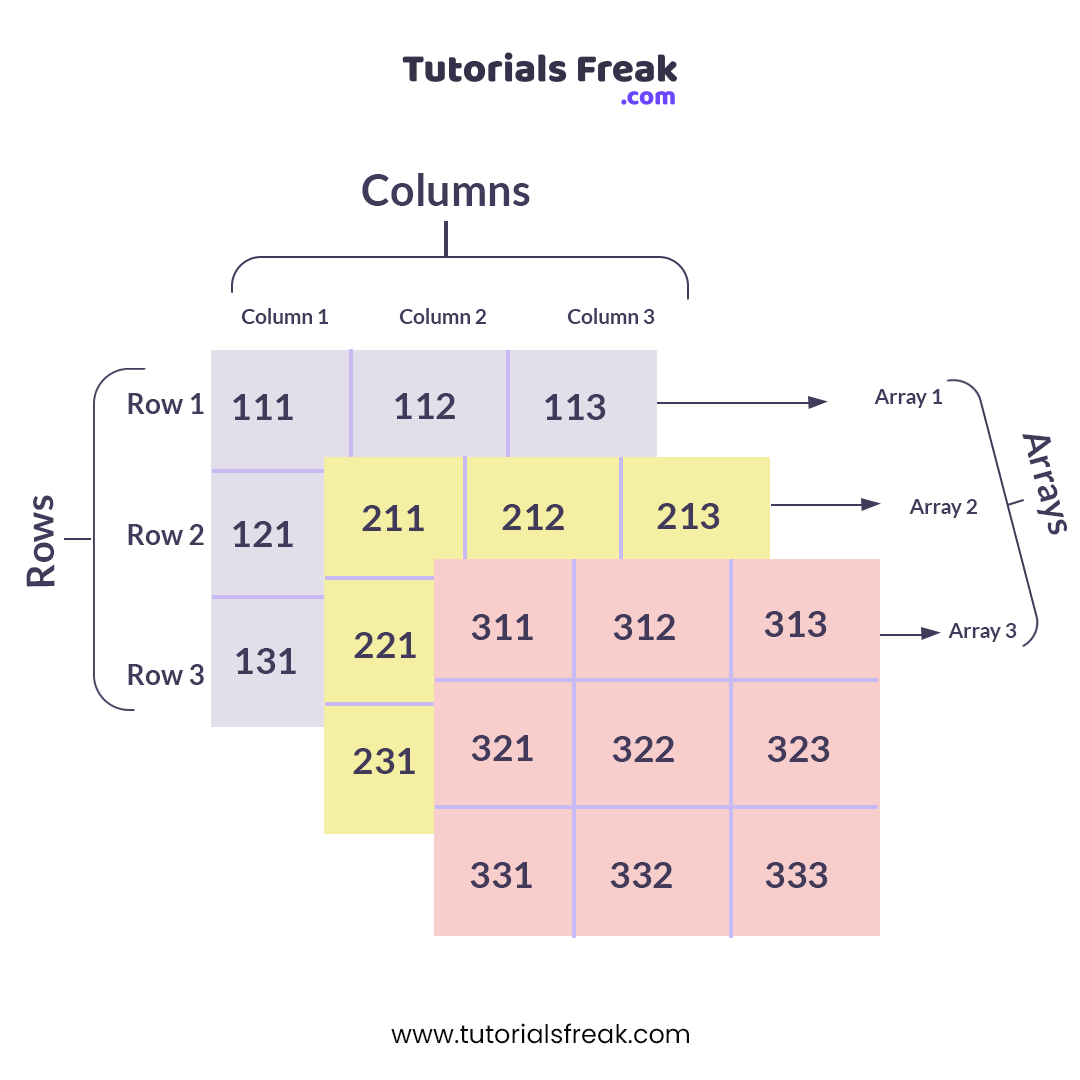 Tutorials Freak
.com
Columns
Column 1 Column 2 Column 3
Rows
Row 1 111 112 113 Array 1
Arrays
211 212 213 Array 2
Row 2 121
311 312 313 Array 3
221
Row 3 131
321 322 323
231
331 332 333
www.tutorialsfreak.com